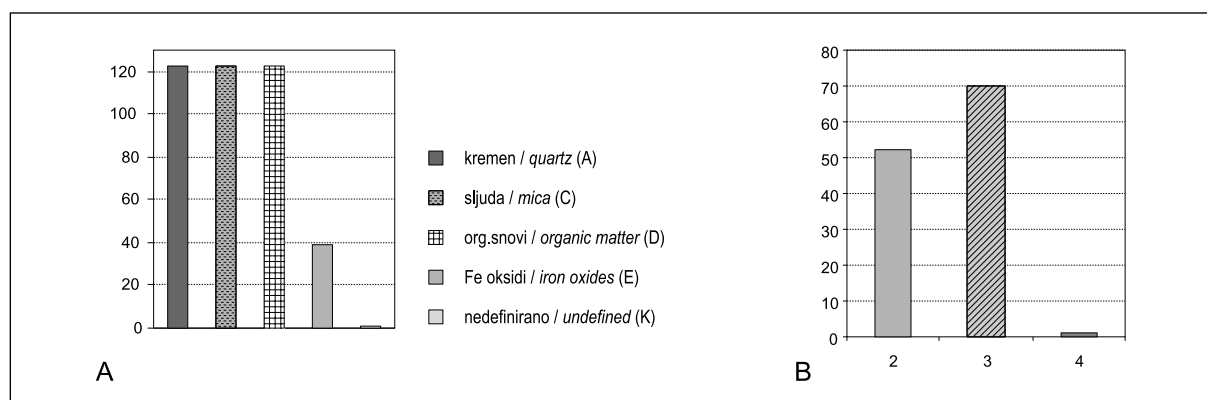 120
100
120
60
40
20
0
kremen / quartz (A)
sljuda / mica (C)
org.snovi / organic matter (D)
Fe oksidi / iron oxides (E)
nedefinirano / undefined (K)
A
80
70
60
50
40
30
20
10
0
2 3 4
B